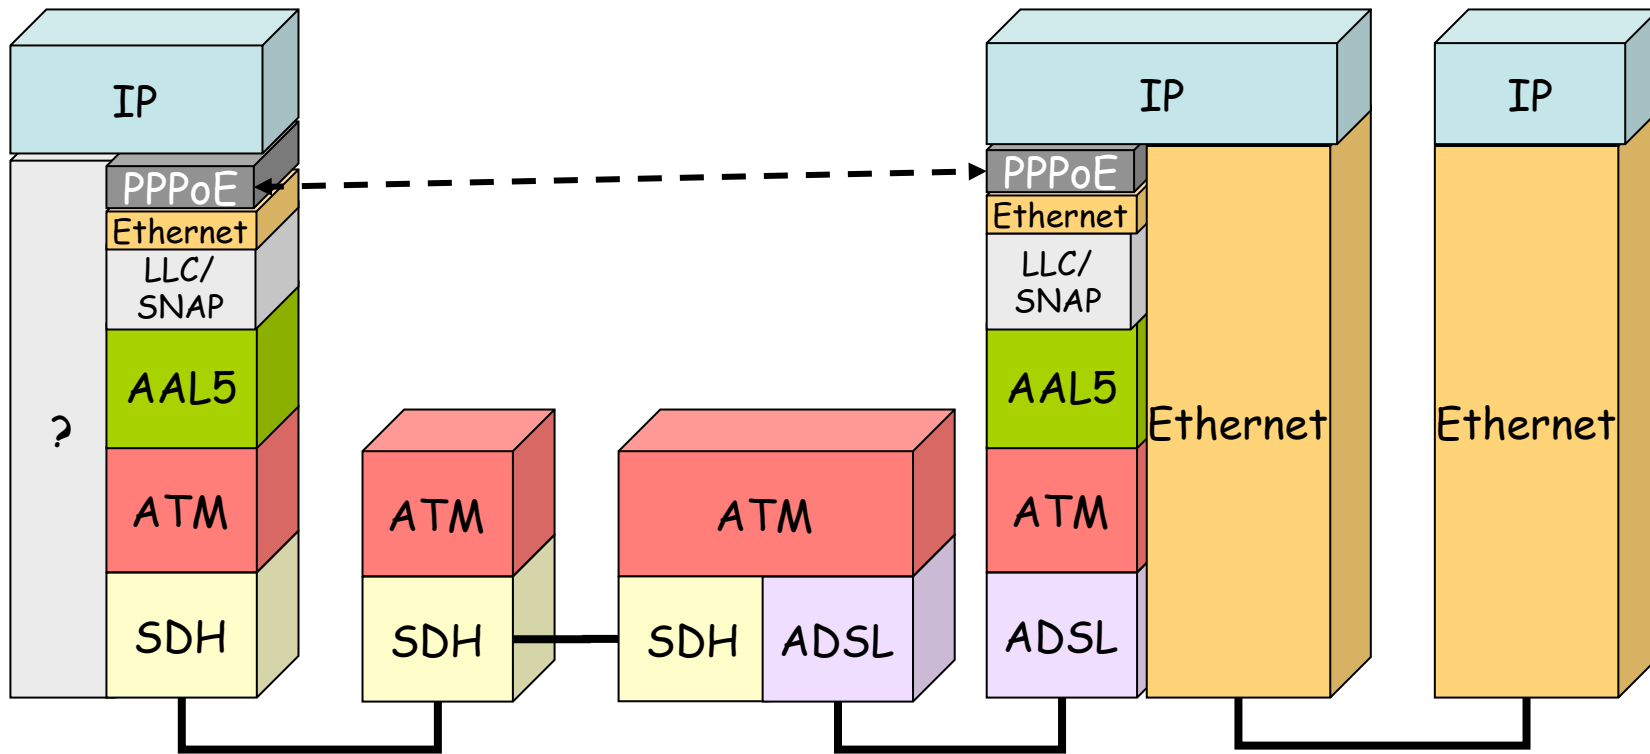 IP
PPPoE
Ethernet
LLC/
SNAP
AAL5
ATM
SDH
?
ATM
SDH
ATM
SDH
ADSL
IP
PPPoE
Ethernet
LLC/
SNAP
AAL5
ATM
ADSL
Ethernet
IP
Ethernet